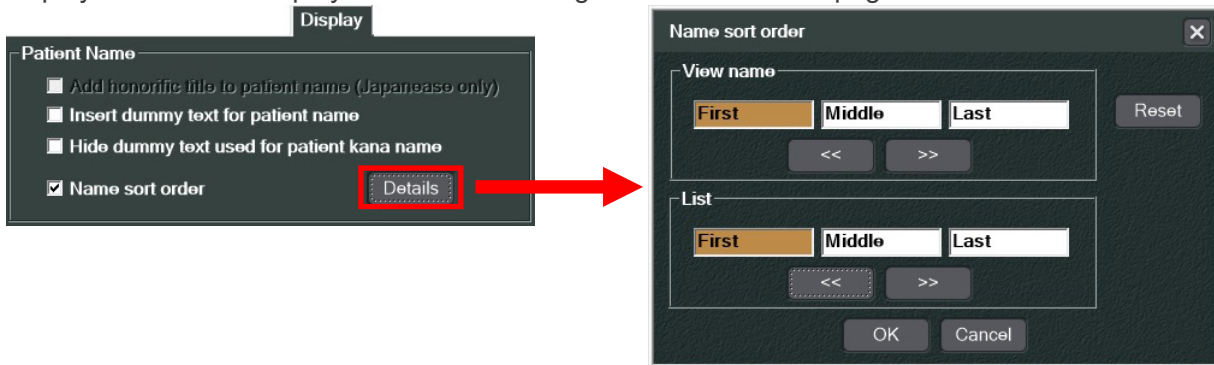 Display
Patient Name
Add honorific title to patient name (Japanease only)
Insert dummy text for patient name
Hide dummy text used for patient kana name
Name sort order
Details
Name sort order
View name
First Middle Last
<< >>
Reset
List
First Middle Last
<< >>
OK Cancel